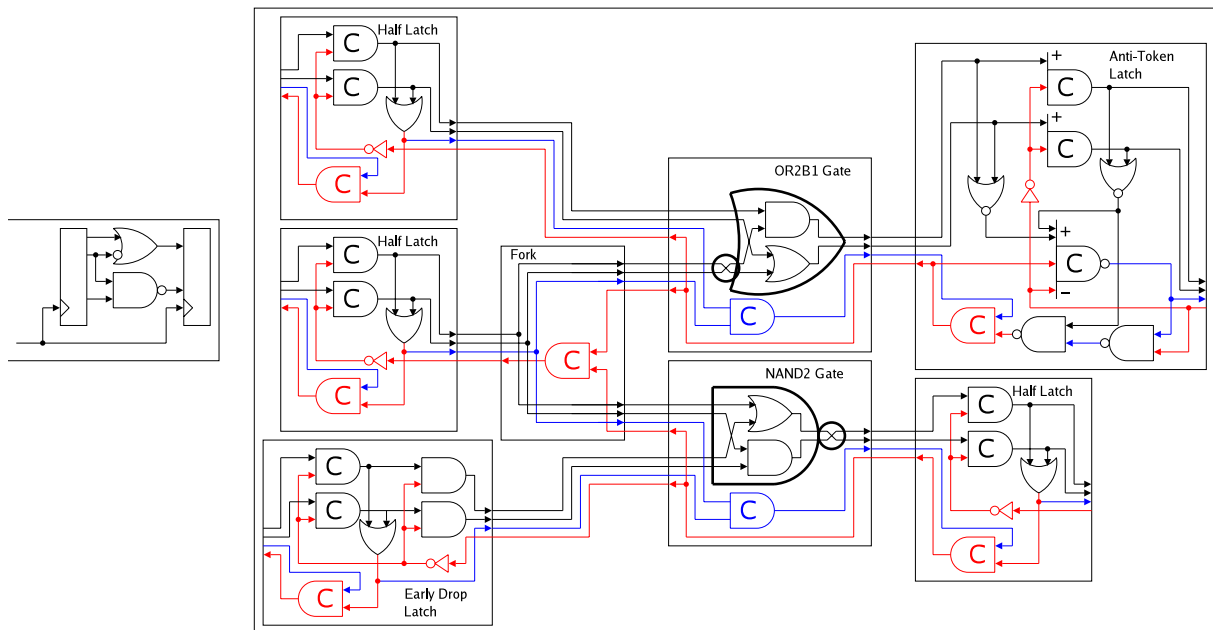 Half Latch
C
C
C
Half Latch
C
C
C
Fork
C
Early Drop
Latch
C
C
C
OR2B1 Gate
C
NAND2 Gate
C
Anti-Token
Latch
+
C
+
C
+
C
−
C
Half Latch
C
C
C